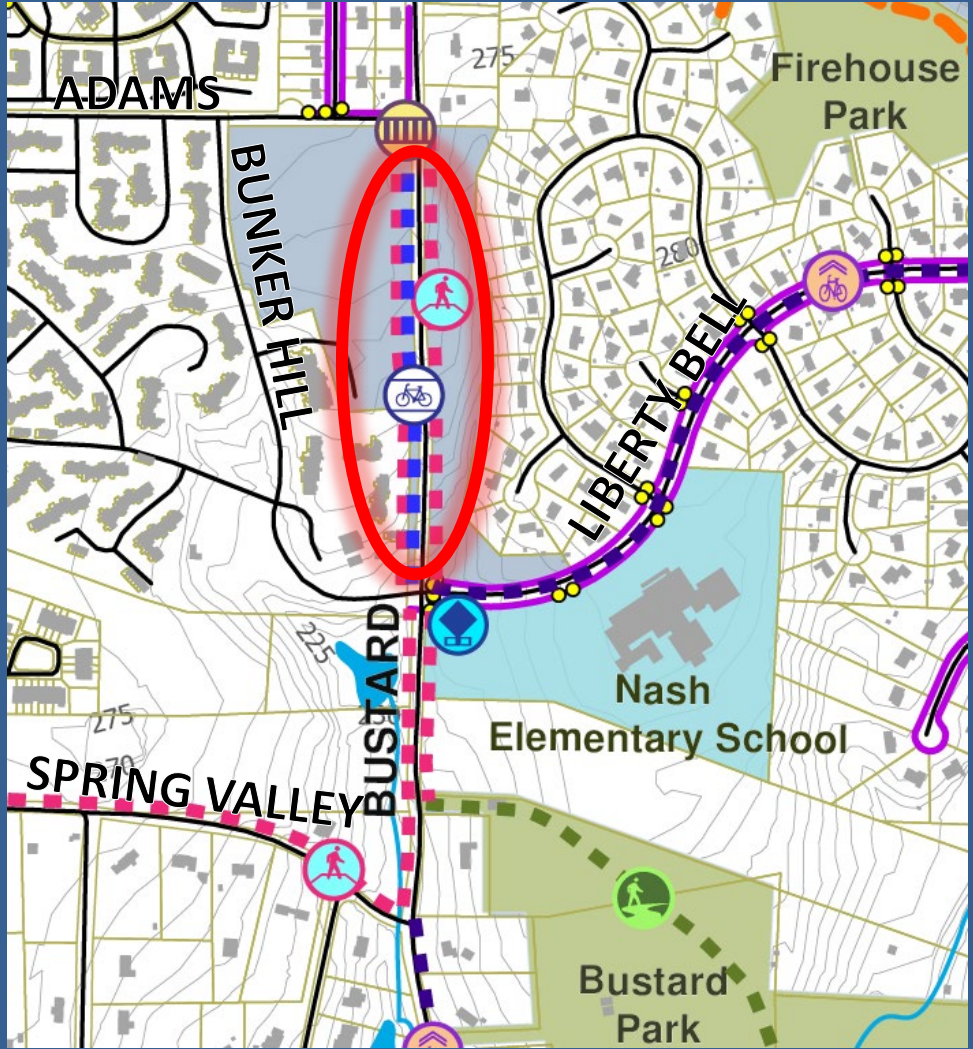 275
Firehouse
Park
ADAMS
BUNKER HILL
280
LIBERTY BELL
225
BUSTARD
Nash
Elementary School
275
SPRING VALLEY
Bustard
Park